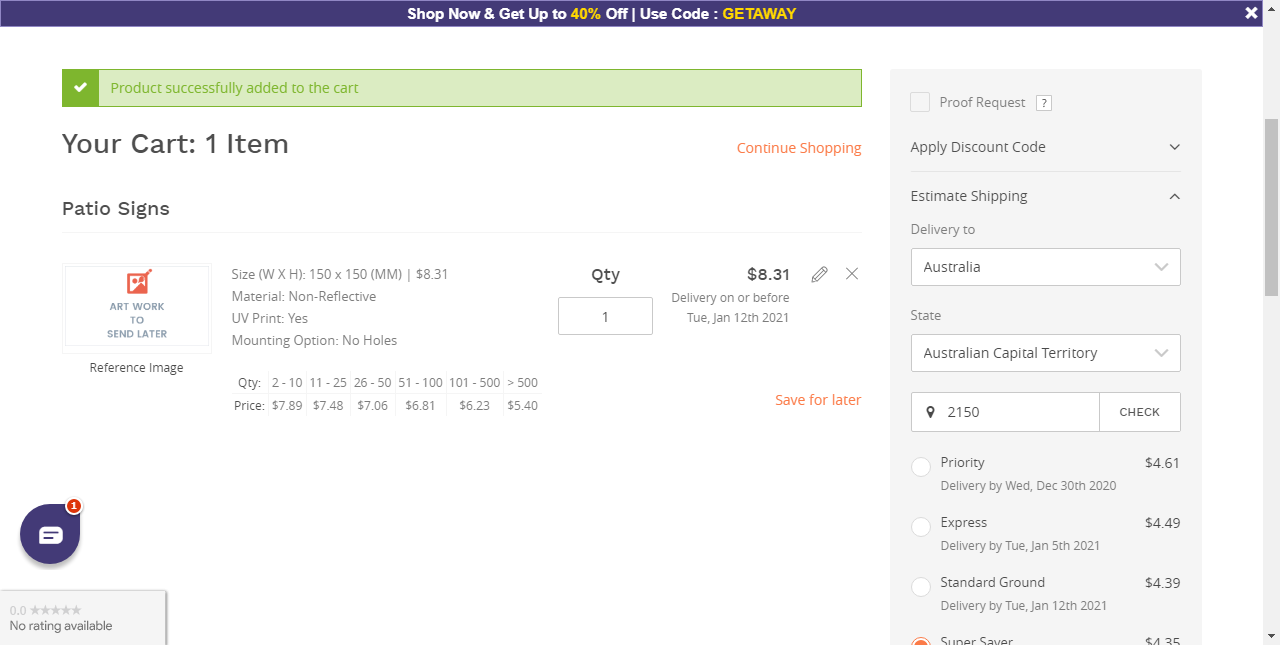 Shop Now & Get Up to 40% Off | Use Code : GETAWAY
Product successfully added to the cart
Your Cart: 1 Item
Continue Shopping
Patio Signs
ART WORK
TO
SEND LATER
Reference Image
Size (W X H): 150 x 150 (MM) | $8.31
Material: Non-Reflective
UV Print: Yes
Mounting Option: No Holes
Qty: 2 - 10 11 - 25 26 - 50 51 - 100 101 - 500 > 500
Price: $7.89 $7.48 $7.06 $6.81 $6.23 $5.40
Qty
1
$8.31
Delivery on or before
Tue, Jan 12th 2021
Save for later
Proof Request ?
Apply Discount Code
Estimate Shipping
Delivery to
Australia
State
Australian Capital Territory
2150 CHECK
Priority $4.61
Delivery by Wed, Dec 30th 2020
Express $4.49
Delivery by Tue, Jan 5th 2021
Standard Ground $4.39
Delivery by Tue, Jan 12th 2021
Super Saver $4.35
1
0.0
No rating available